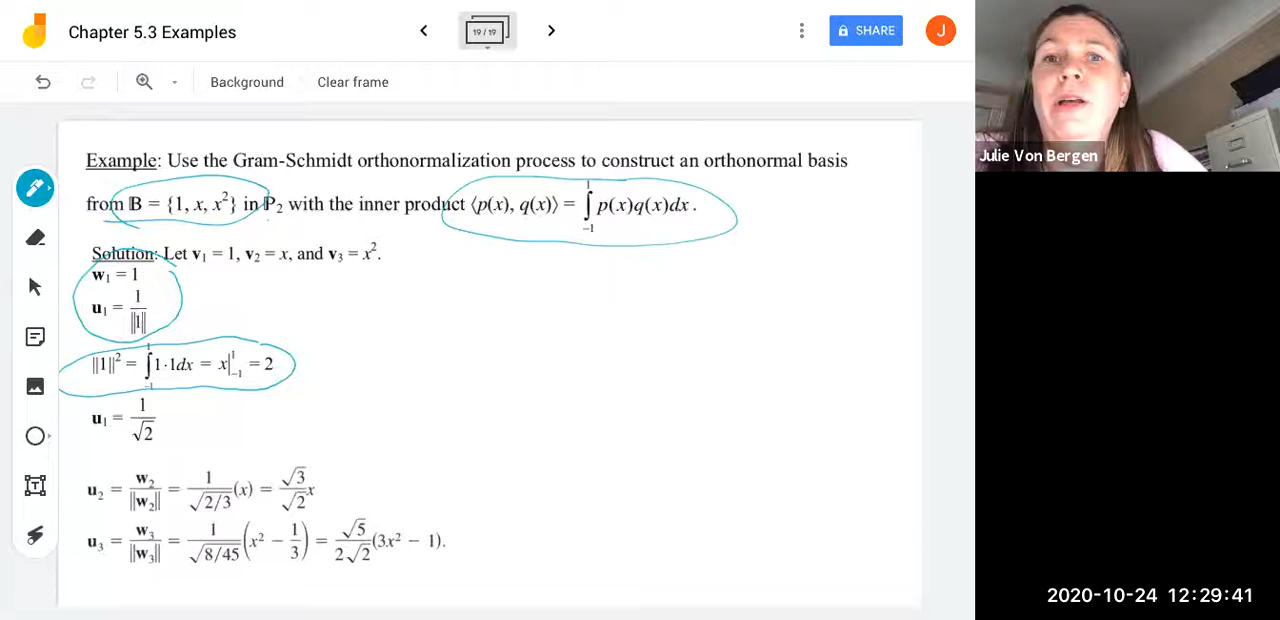 Chapter 5.3 Examples
19 / 19
SHARE
J
Background
Clear frame
Julie Von Bergen
Example: Use the Gram-Schmidt orthonormalization process to construct an orthonormal basis
from B = {1, x, x²} in P₂ with the inner product ⟨p(x), q(x)⟩ = ∫₋₁¹ p(x)q(x)dx.
Solution: Let v₁ = 1, v₂ = x, and v₃ = x².
w₁ = 1
u₁ = 1/‖1‖
‖1‖² = ∫₋₁¹ 1·1dx = x|₋₁¹ = 2
u₁ = 1/√2
u₂ = w₂/‖w₂‖ = 1/√(2/3) (x) = √3/√2 x
u₃ = w₃/‖w₃‖ = 1/√(8/45) (x² − 1/3) = √5/(2√2) (3x² − 1).
2020-10-24 12:29:41